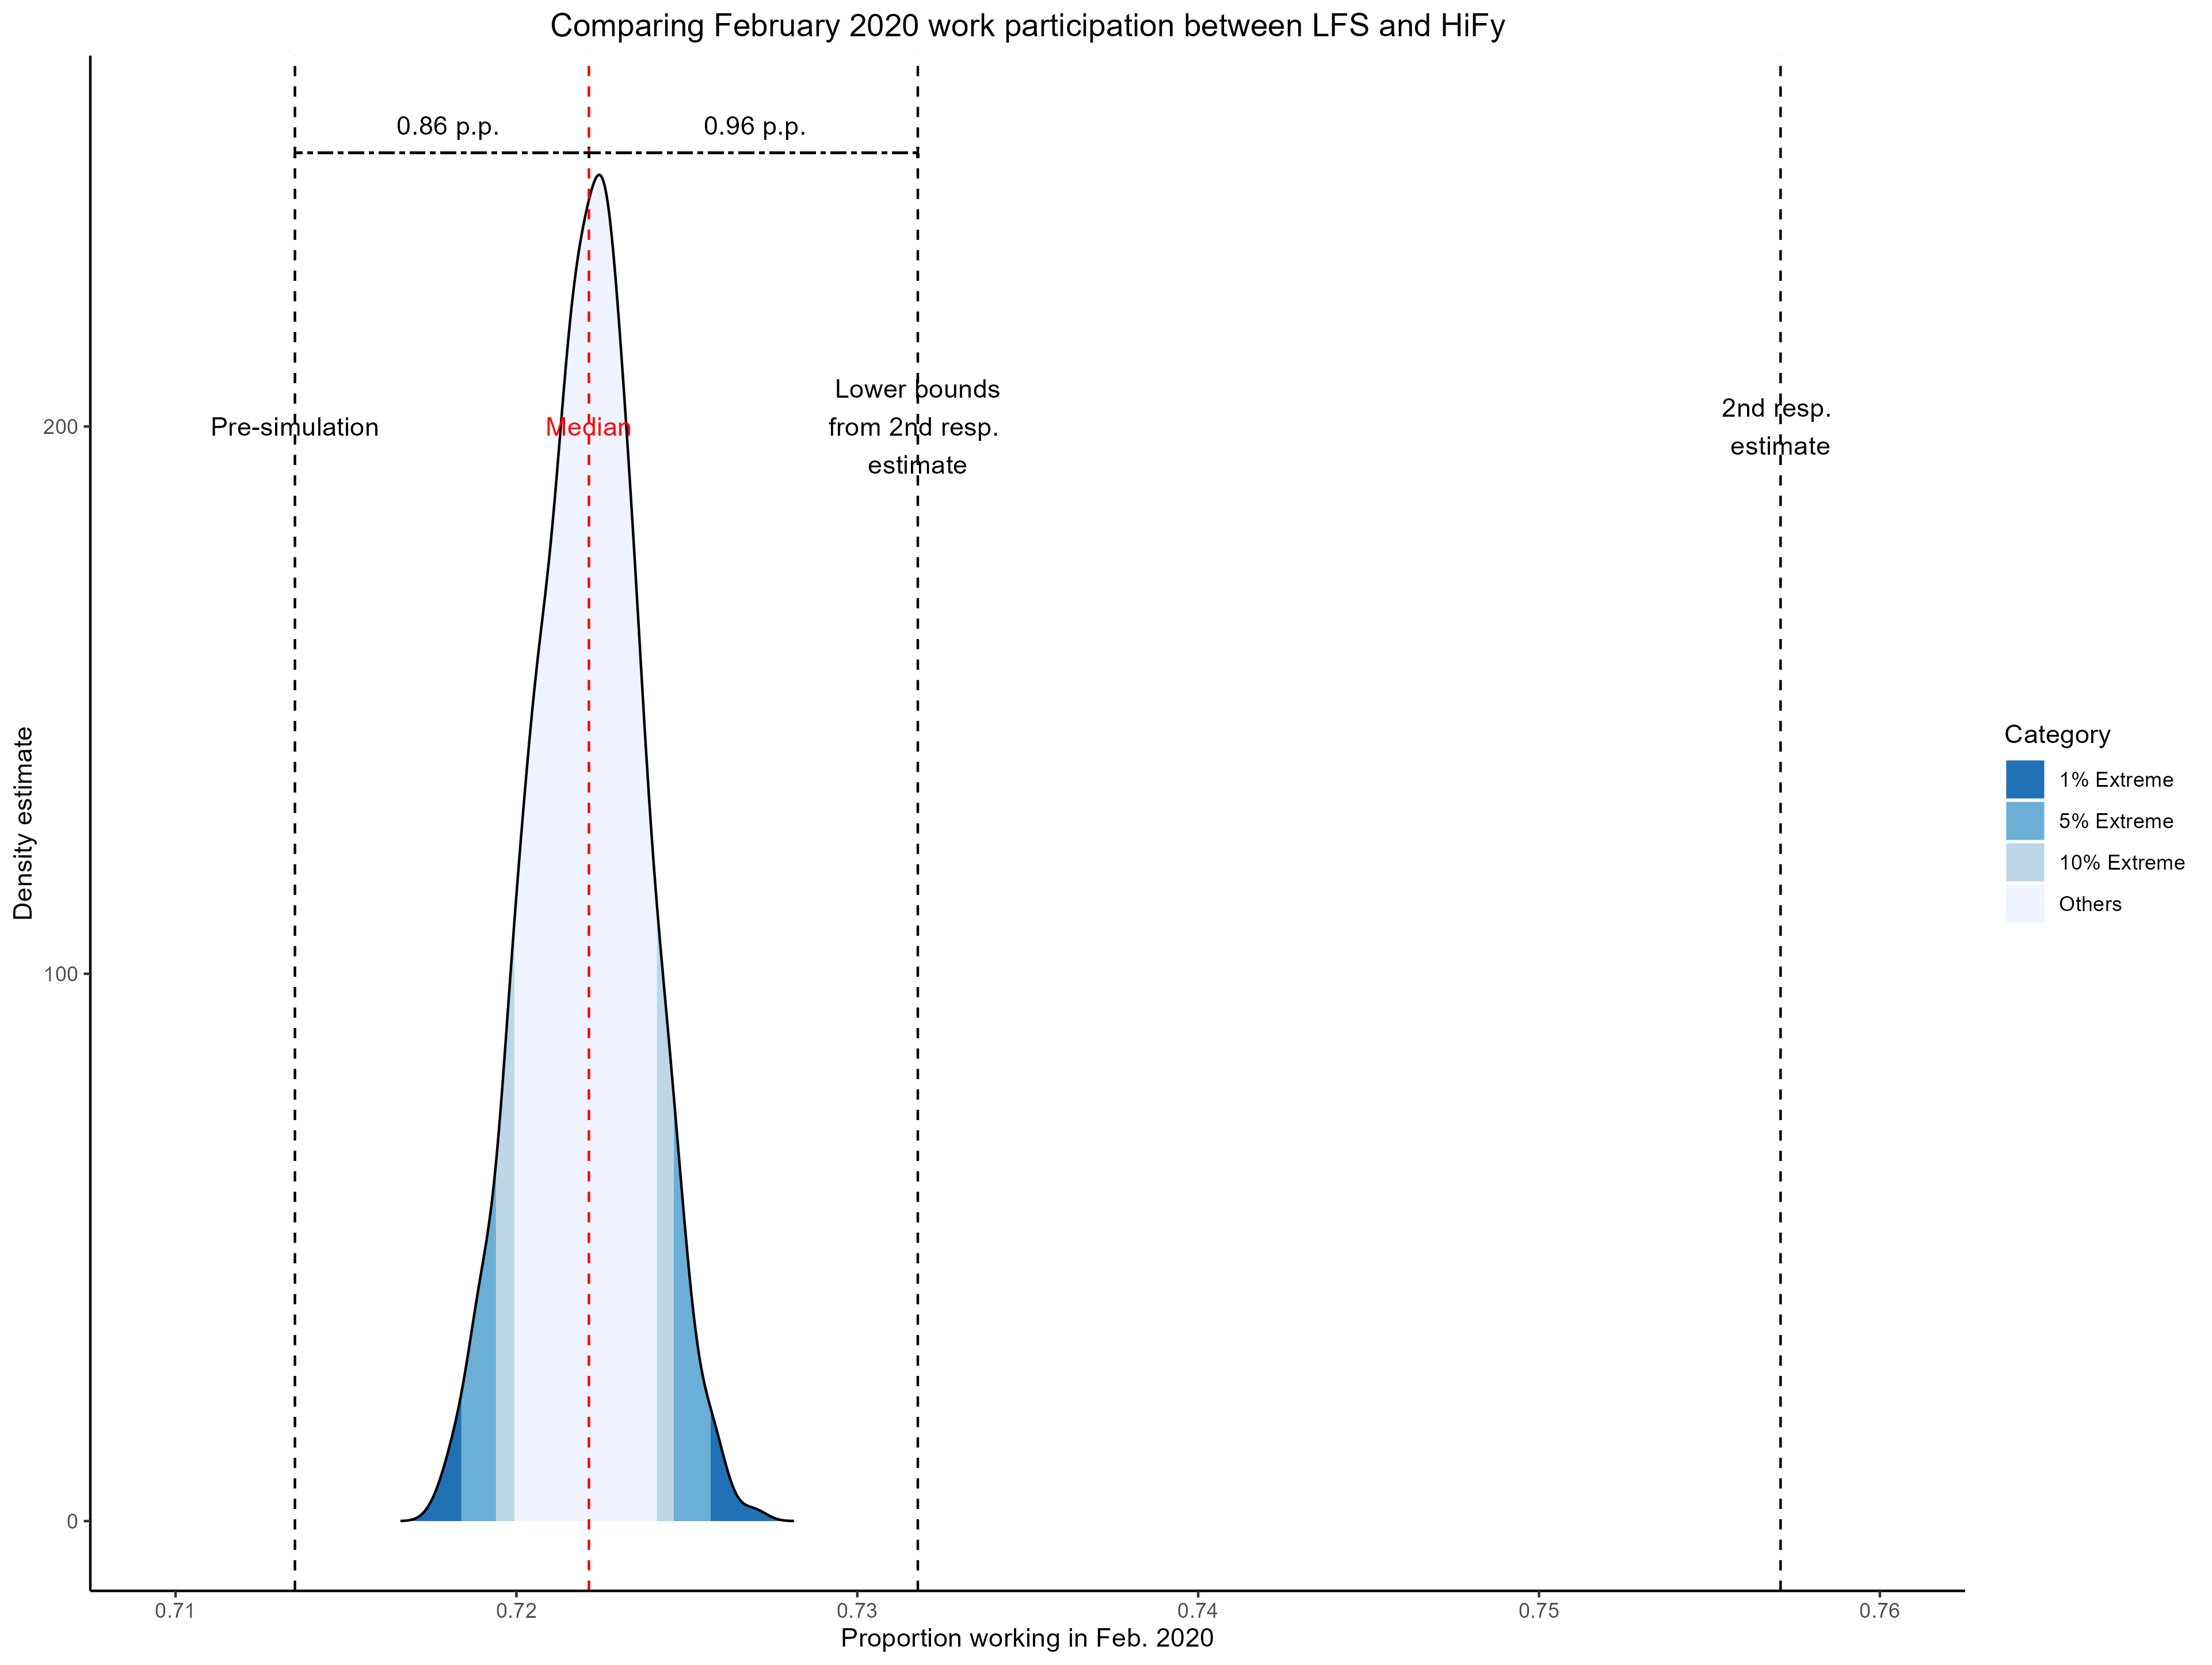 Comparing February 2020 work participation between LFS and HiFy
0.86 p.p.
0.96 p.p.
Pre-simulation
Median
Lower bounds
from 2nd resp.
estimate
2nd resp.
estimate
200
100
0
Density estimate
0.71
0.72
0.73
0.74
0.75
0.76
Proportion working in Feb. 2020
Category
1% Extreme
5% Extreme
10% Extreme
Others